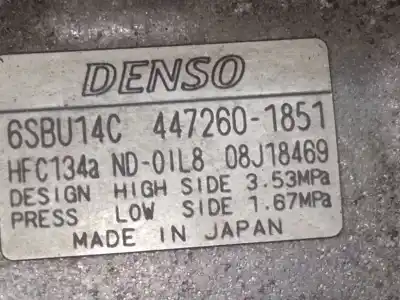 DENSO
6SBU14C 447260-1851
HFC134a ND-OIL8 08J18469
DESIGN HIGH SIDE 3.53MPa
PRESS LOW SIDE 1.67MPa
MADE IN JAPAN